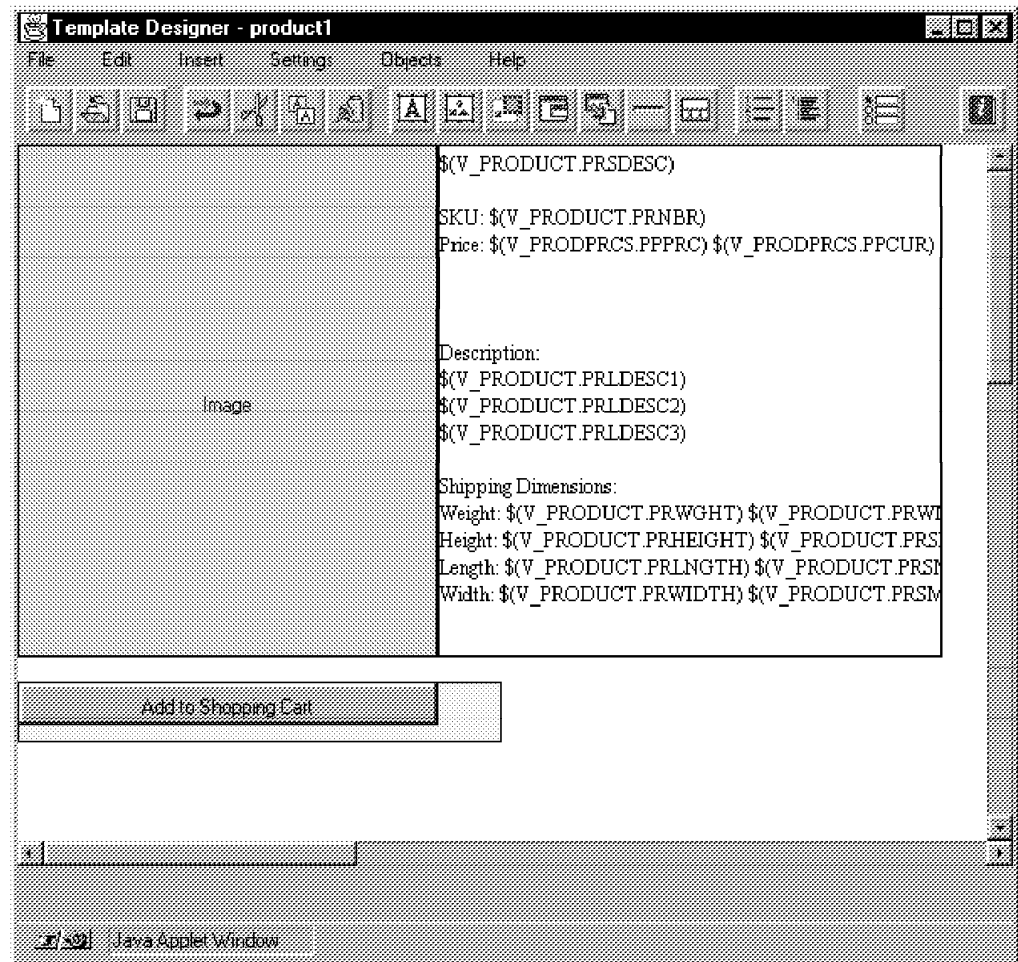 Template Designer - product1
File Edit Insert Settings Objects Help
$(V_PRODUCT.PRSDESC)
SKU: $(V_PRODUCT.PRNBR)
Price: $(V_PRODPRCS.PPPRC) $(V_PRODPRCS.PPCUR)
Description:
$(V_PRODUCT.PRLDESC1)
Image
$(V_PRODUCT.PRLDESC2)
$(V_PRODUCT.PRLDESC3)
Shipping Dimensions:
Weight: $(V_PRODUCT.PRWGHT) $(V_PRODUCT.PRWI
Height: $(V_PRODUCT.PRHEIGHT) $(V_PRODUCT.PRS
Length: $(V_PRODUCT.PRLNGTH) $(V_PRODUCT.PRSM
Width: $(V_PRODUCT.PRWIDTH) $(V_PRODUCT.PRSM
Add to Shopping Cart
Java Applet Window